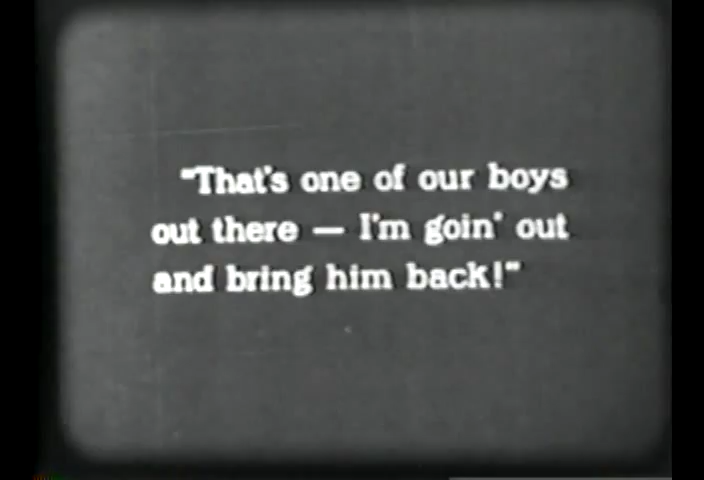 "That's one of our boys
out there — I'm goin' out
and bring him back!"